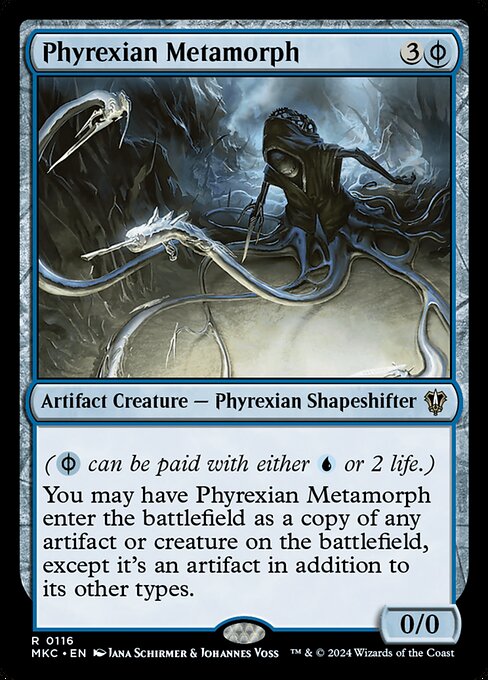 Phyrexian Metamorph 3
Artifact Creature — Phyrexian Shapeshifter
( can be paid with either or 2 life.)
You may have Phyrexian Metamorph
enter the battlefield as a copy of any
artifact or creature on the battlefield,
except it's an artifact in addition to
its other types.
0/0
R 0116
MKC • EN Jana Schirmer & Johannes Voss ™ & © 2024 Wizards of the Coast